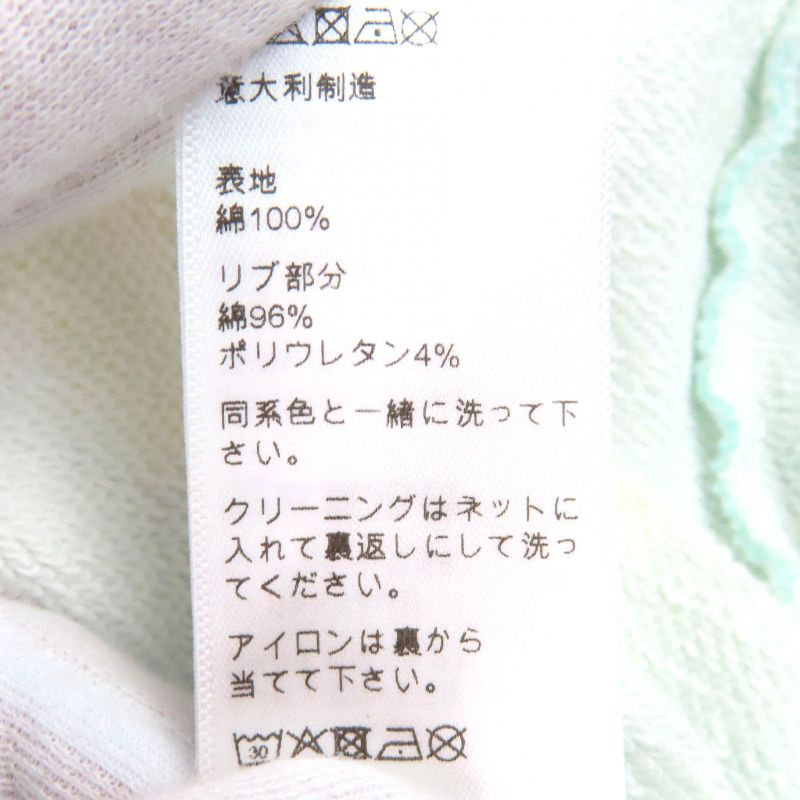 意大利制造
表地
綿100%
リブ部分
綿96%
ポリウレタン4%
同系色と一緒に洗って下
さい。
クリーニングはネットに
入れて裏返しにして洗っ
てください。
アイロンは裏から
当てて下さい。
30